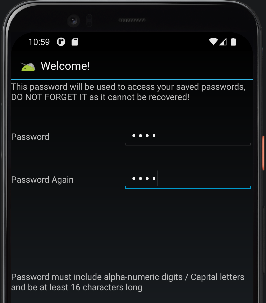 10:59
Welcome!
This password will be used to access your saved passwords,
DO NOT FORGET IT as it cannot be recovered!
Password ••••
Password Again ••••
Password must include alpha-numeric digits / Capital letters
and be at least 16 characters long